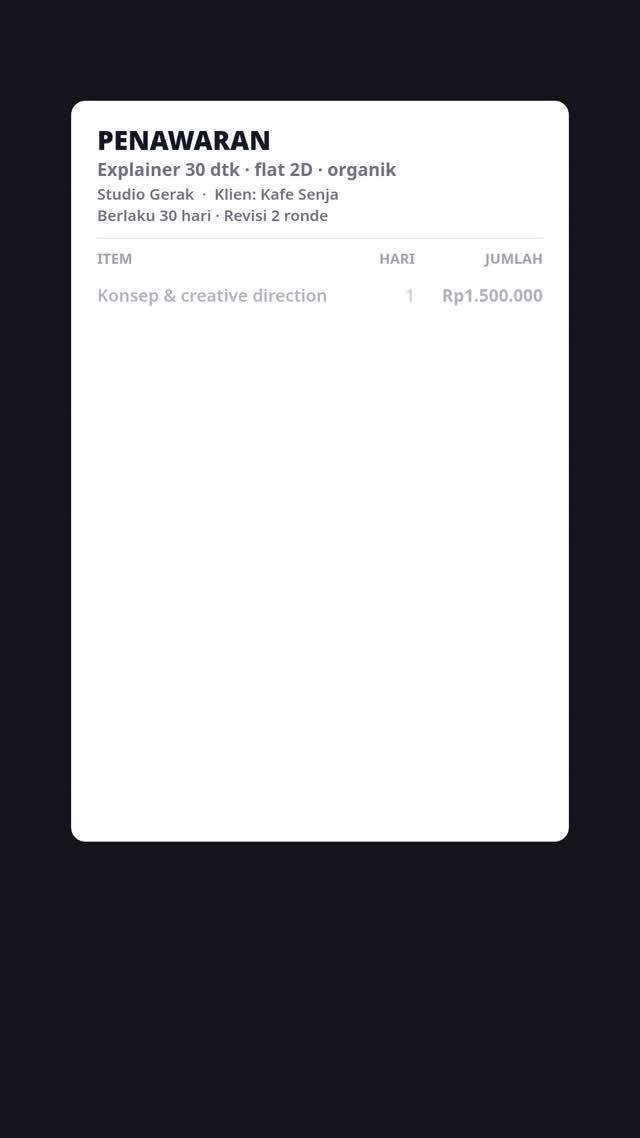 PENAWARAN
Explainer 30 dtk · flat 2D · organik
Studio Gerak · Klien: Kafe Senja
Berlaku 30 hari · Revisi 2 ronde
ITEM HARI JUMLAH
Konsep & creative direction 1 Rp1.500.000